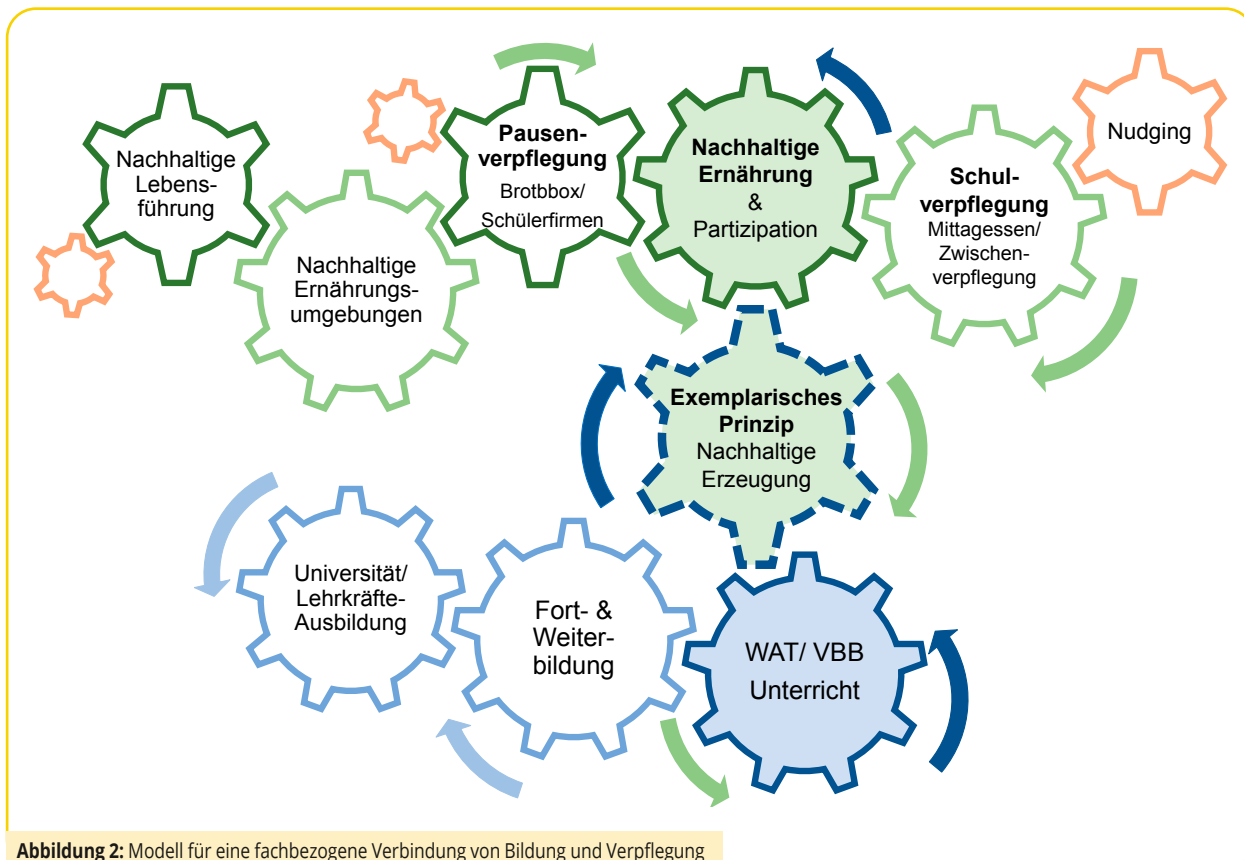 Nachhaltige
Lebens-
führung
Nachhaltige
Ernährungs-
umgebungen
Pausen-
verpflegung
Brotbbox/
Schülerfirmen
Nachhaltige
Ernährung
&
Partizipation
Schul-
verpflegung
Mittagessen/
Zwischen-
verpflegung
Nudging
Exemplarisches
Prinzip
Nachhaltige
Erzeugung
Universität/
Lehrkräfte-
Ausbildung
Fort- &
Weiter-
bildung
WAT/ VBB
Unterricht
Abbildung 2: Modell für eine fachbezogene Verbindung von Bildung und Verpflegung